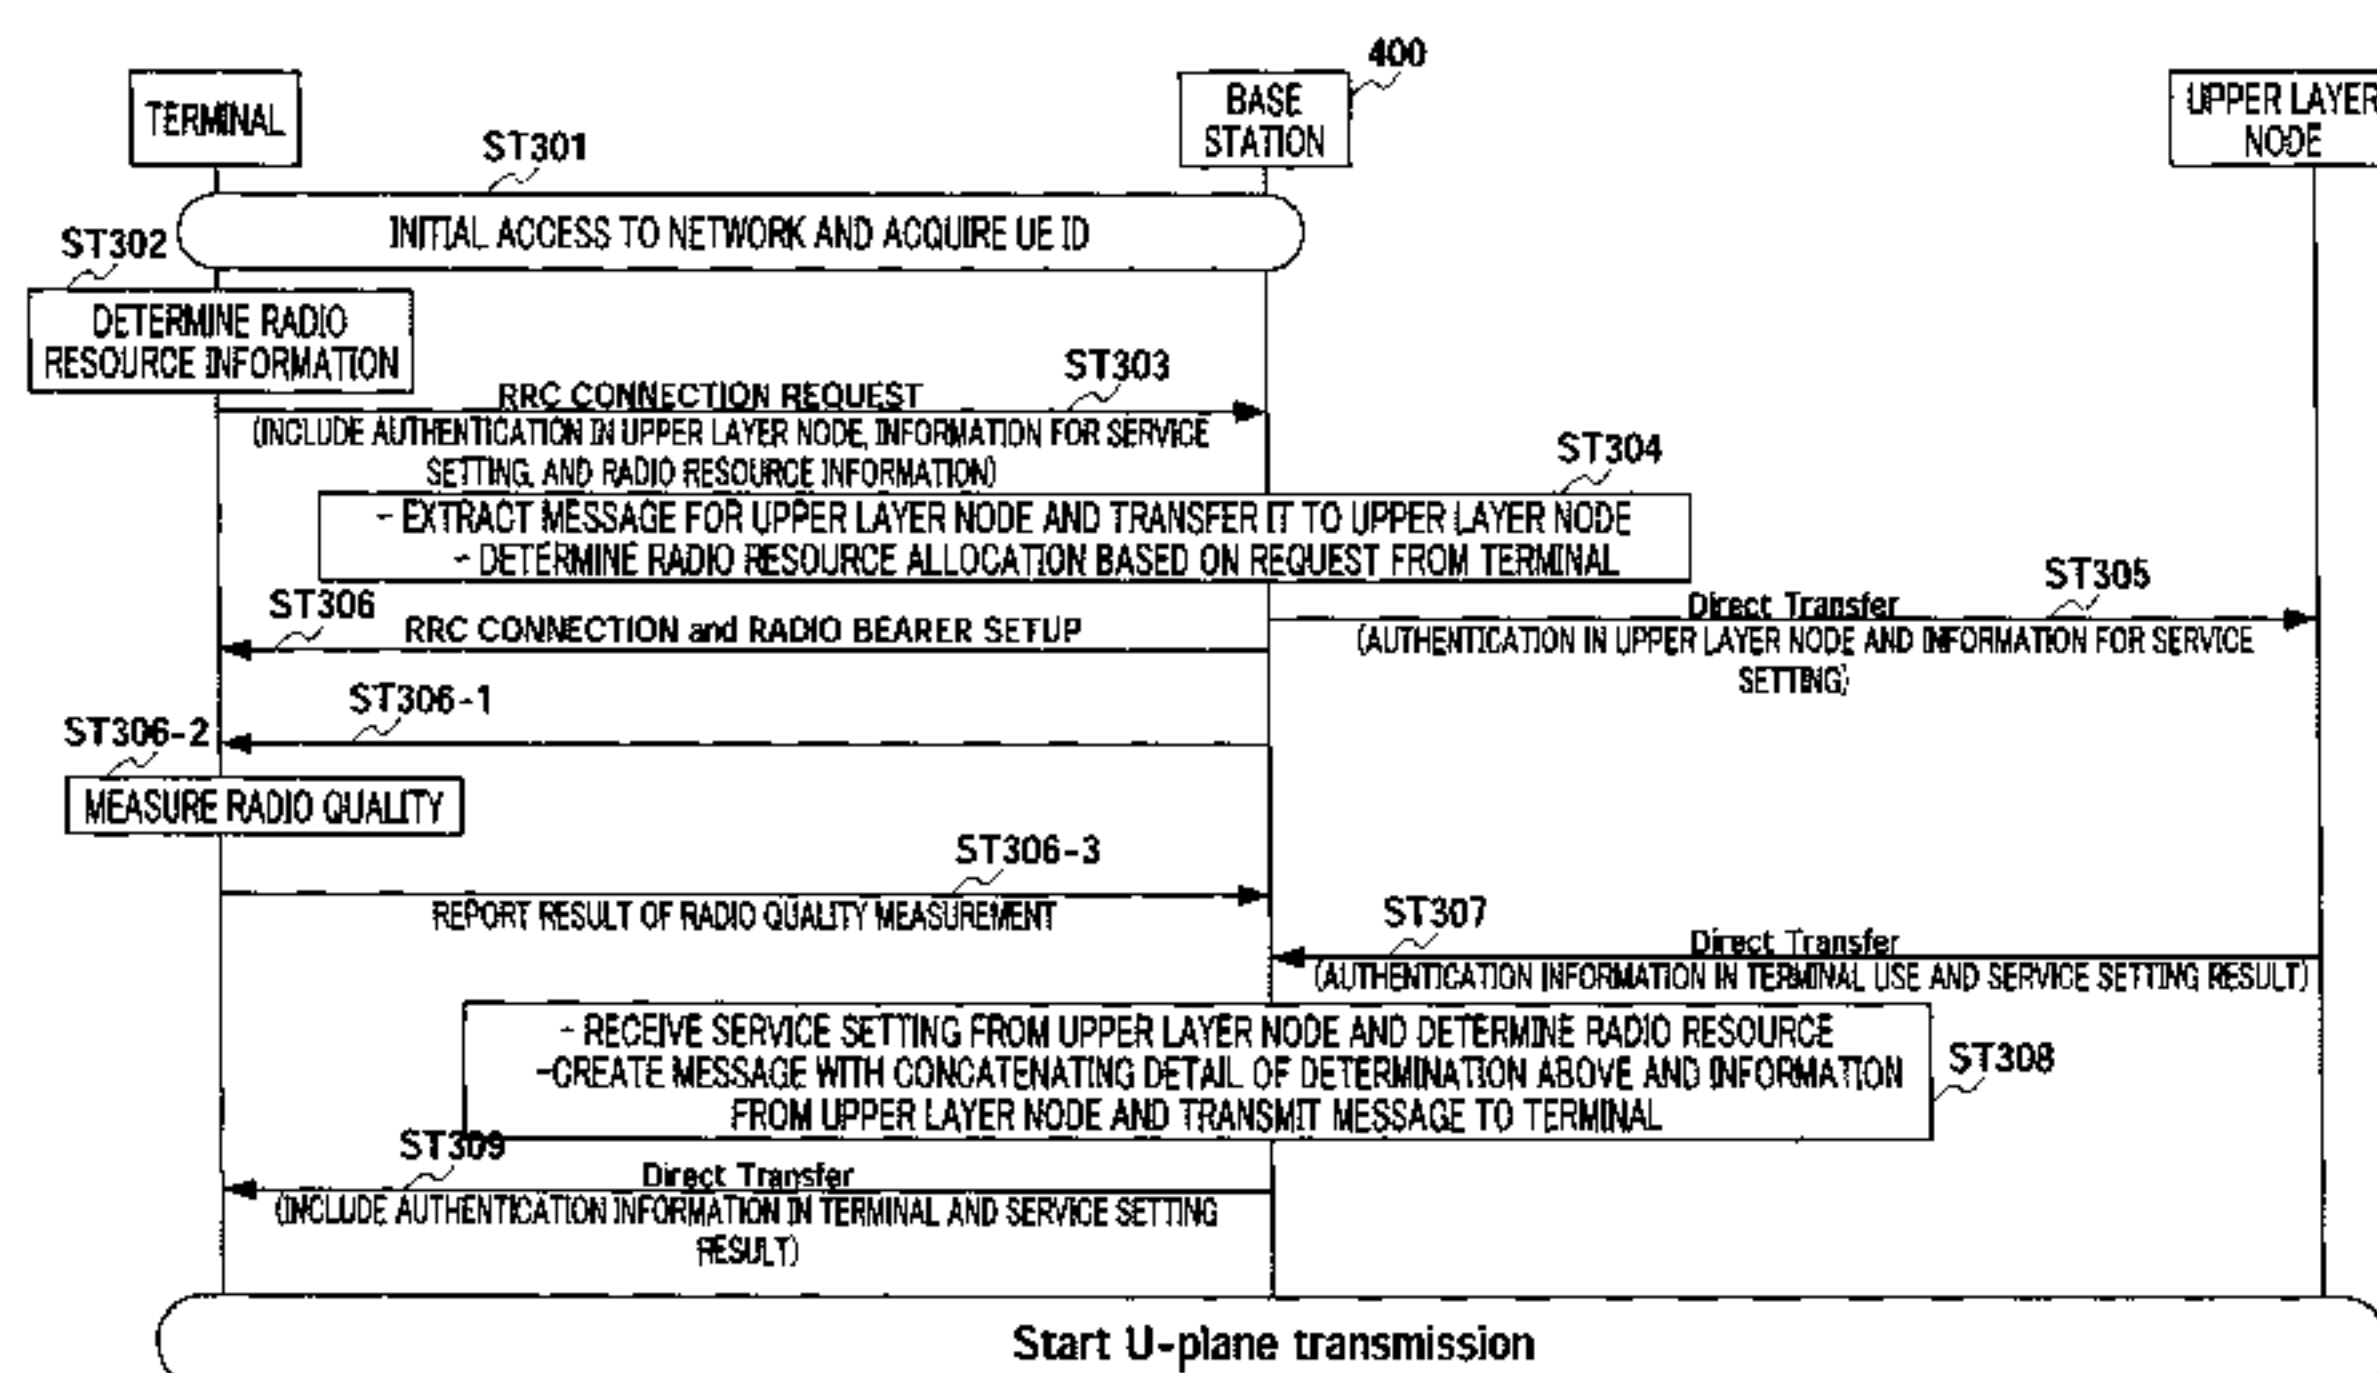 400
TERMINAL
BASE
STATION
UPPER LAYER
NODE
ST301
INITIAL ACCESS TO NETWORK AND ACQUIRE UE ID
ST302
DETERMINE RADIO
RESOURCE INFORMATION
ST303
RRC CONNECTION REQUEST
(INCLUDE AUTHENTICATION IN UPPER LAYER NODE, INFORMATION FOR SERVICE
SETTING, AND RADIO RESOURCE INFORMATION)
ST304
- EXTRACT MESSAGE FOR UPPER LAYER NODE AND TRANSFER IT TO UPPER LAYER NODE
- DETERMINE RADIO RESOURCE ALLOCATION BASED ON REQUEST FROM TERMINAL
ST305
Direct Transfer
(AUTHENTICATION IN UPPER LAYER NODE AND INFORMATION FOR SERVICE
SETTING)
ST306
RRC CONNECTION and RADIO BEARER SETUP
ST306-1
ST306-2
MEASURE RADIO QUALITY
ST306-3
REPORT RESULT OF RADIO QUALITY MEASUREMENT
ST307
Direct Transfer
(AUTHENTICATION INFORMATION IN TERMINAL USE AND SERVICE SETTING RESULT)
- RECEIVE SERVICE SETTING FROM UPPER LAYER NODE AND DETERMINE RADIO RESOURCE
-CREATE MESSAGE WITH CONCATENATING DETAIL OF DETERMINATION ABOVE AND INFORMATION
FROM UPPER LAYER NODE AND TRANSMIT MESSAGE TO TERMINAL
ST308
ST309
Direct Transfer
(INCLUDE AUTHENTICATION INFORMATION IN TERMINAL AND SERVICE SETTING
RESULT)
Start U-plane transmission